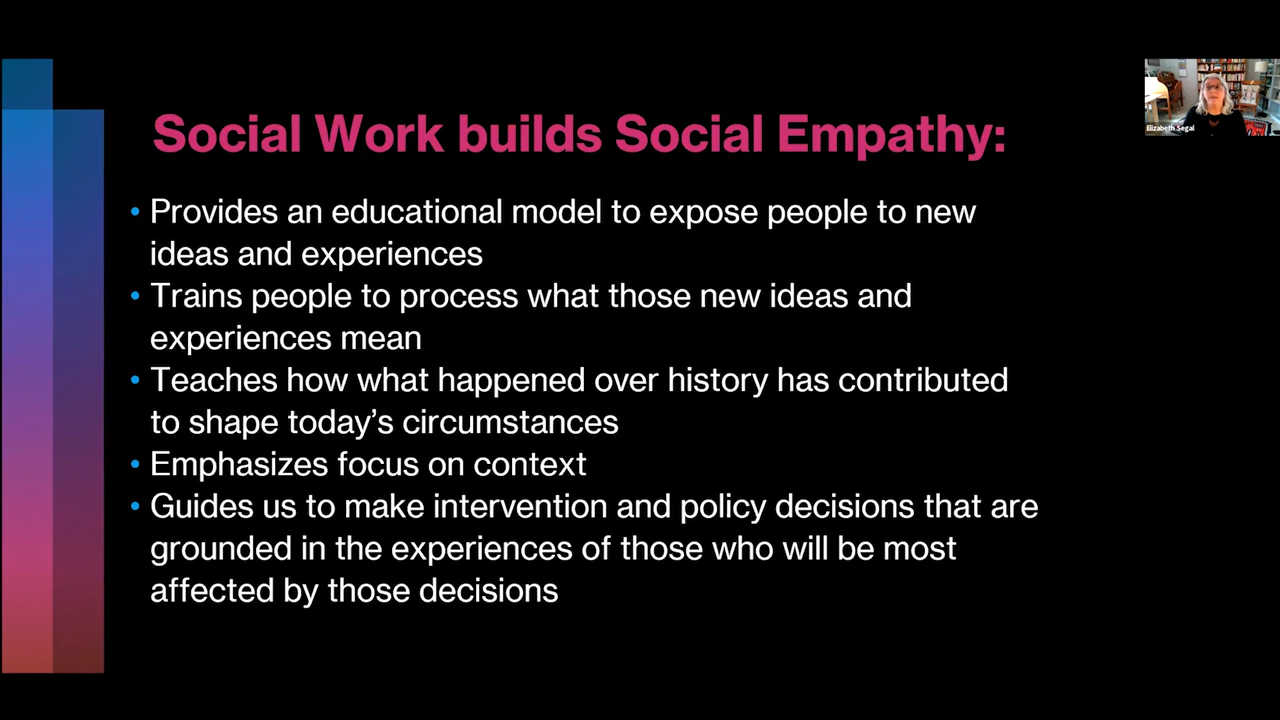 Social Work builds Social Empathy:
• Provides an educational model to expose people to new
ideas and experiences
• Trains people to process what those new ideas and
experiences mean
• Teaches how what happened over history has contributed
to shape today's circumstances
• Emphasizes focus on context
• Guides us to make intervention and policy decisions that are
grounded in the experiences of those who will be most
affected by those decisions
Elizabeth Segal